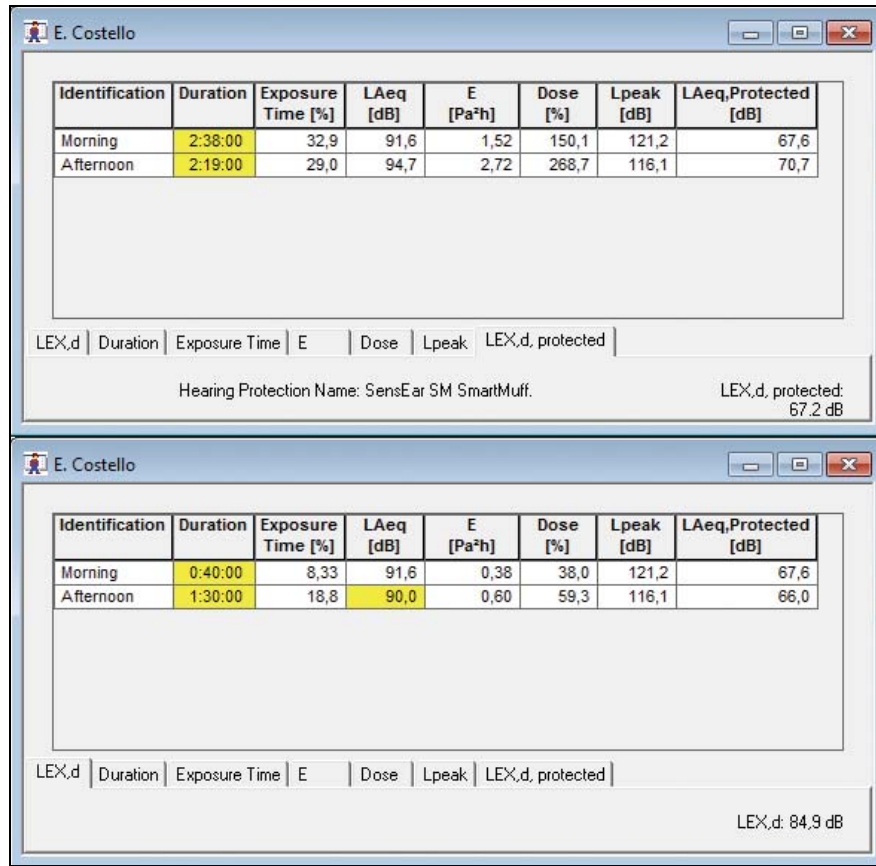 E. Costello
Identification Duration Exposure Time [%] LAeq [dB] E [Pa²h] Dose [%] Lpeak [dB] LAeq,Protected [dB]
Morning 2:38:00 32,9 91,6 1,52 150,1 121,2 67,6
Afternoon 2:19:00 29,0 94,7 2,72 268,7 116,1 70,7
LEX,d Duration Exposure Time E Dose Lpeak LEX,d, protected
Hearing Protection Name: SensEar SM SmartMuff. LEX,d, protected:
67.2 dB
E. Costello
Identification Duration Exposure Time [%] LAeq [dB] E [Pa²h] Dose [%] Lpeak [dB] LAeq,Protected [dB]
Morning 0:40:00 8,33 91,6 0,38 38,0 121,2 67,6
Afternoon 1:30:00 18,8 90,0 0,60 59,3 116,1 66,0
LEX,d Duration Exposure Time E Dose Lpeak LEX,d, protected
LEX,d: 84,9 dB